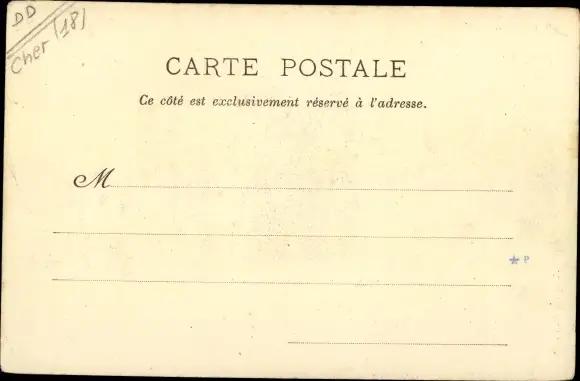 DD
Cher (18)
CARTE POSTALE
Ce côté est exclusivement réservé à l'adresse.
M
P